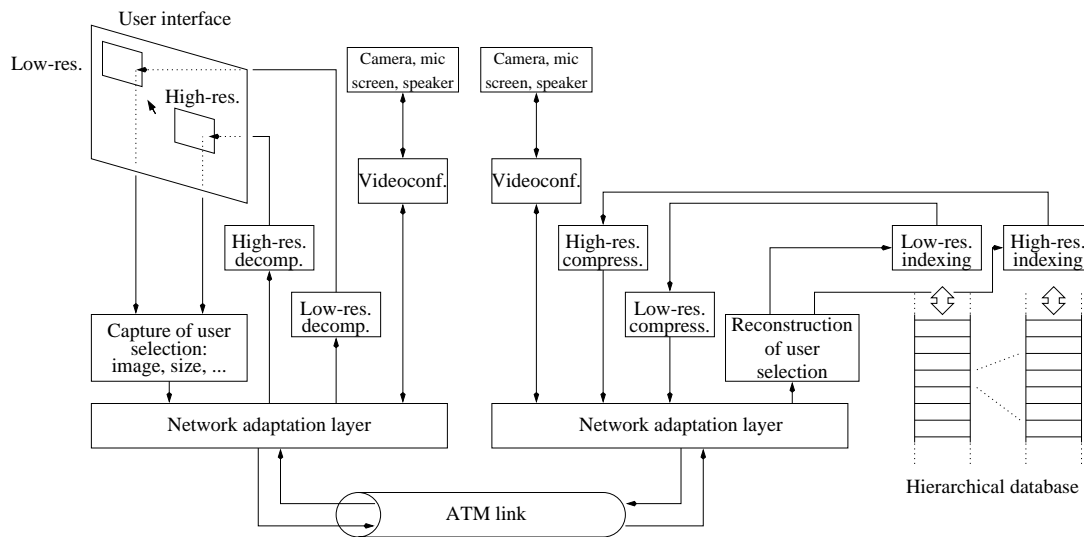 User interface
Low-res.
High-res.
Camera, mic
screen, speaker
Camera, mic
screen, speaker
Videoconf.
Videoconf.
High-res.
decomp.
High-res.
compress.
Low-res.
indexing
High-res.
indexing
Low-res.
decomp.
Low-res.
compress.
Capture of user
selection:
image, size, ...
Reconstruction
of user
selection
Network adaptation layer
Network adaptation layer
Hierarchical database
ATM link